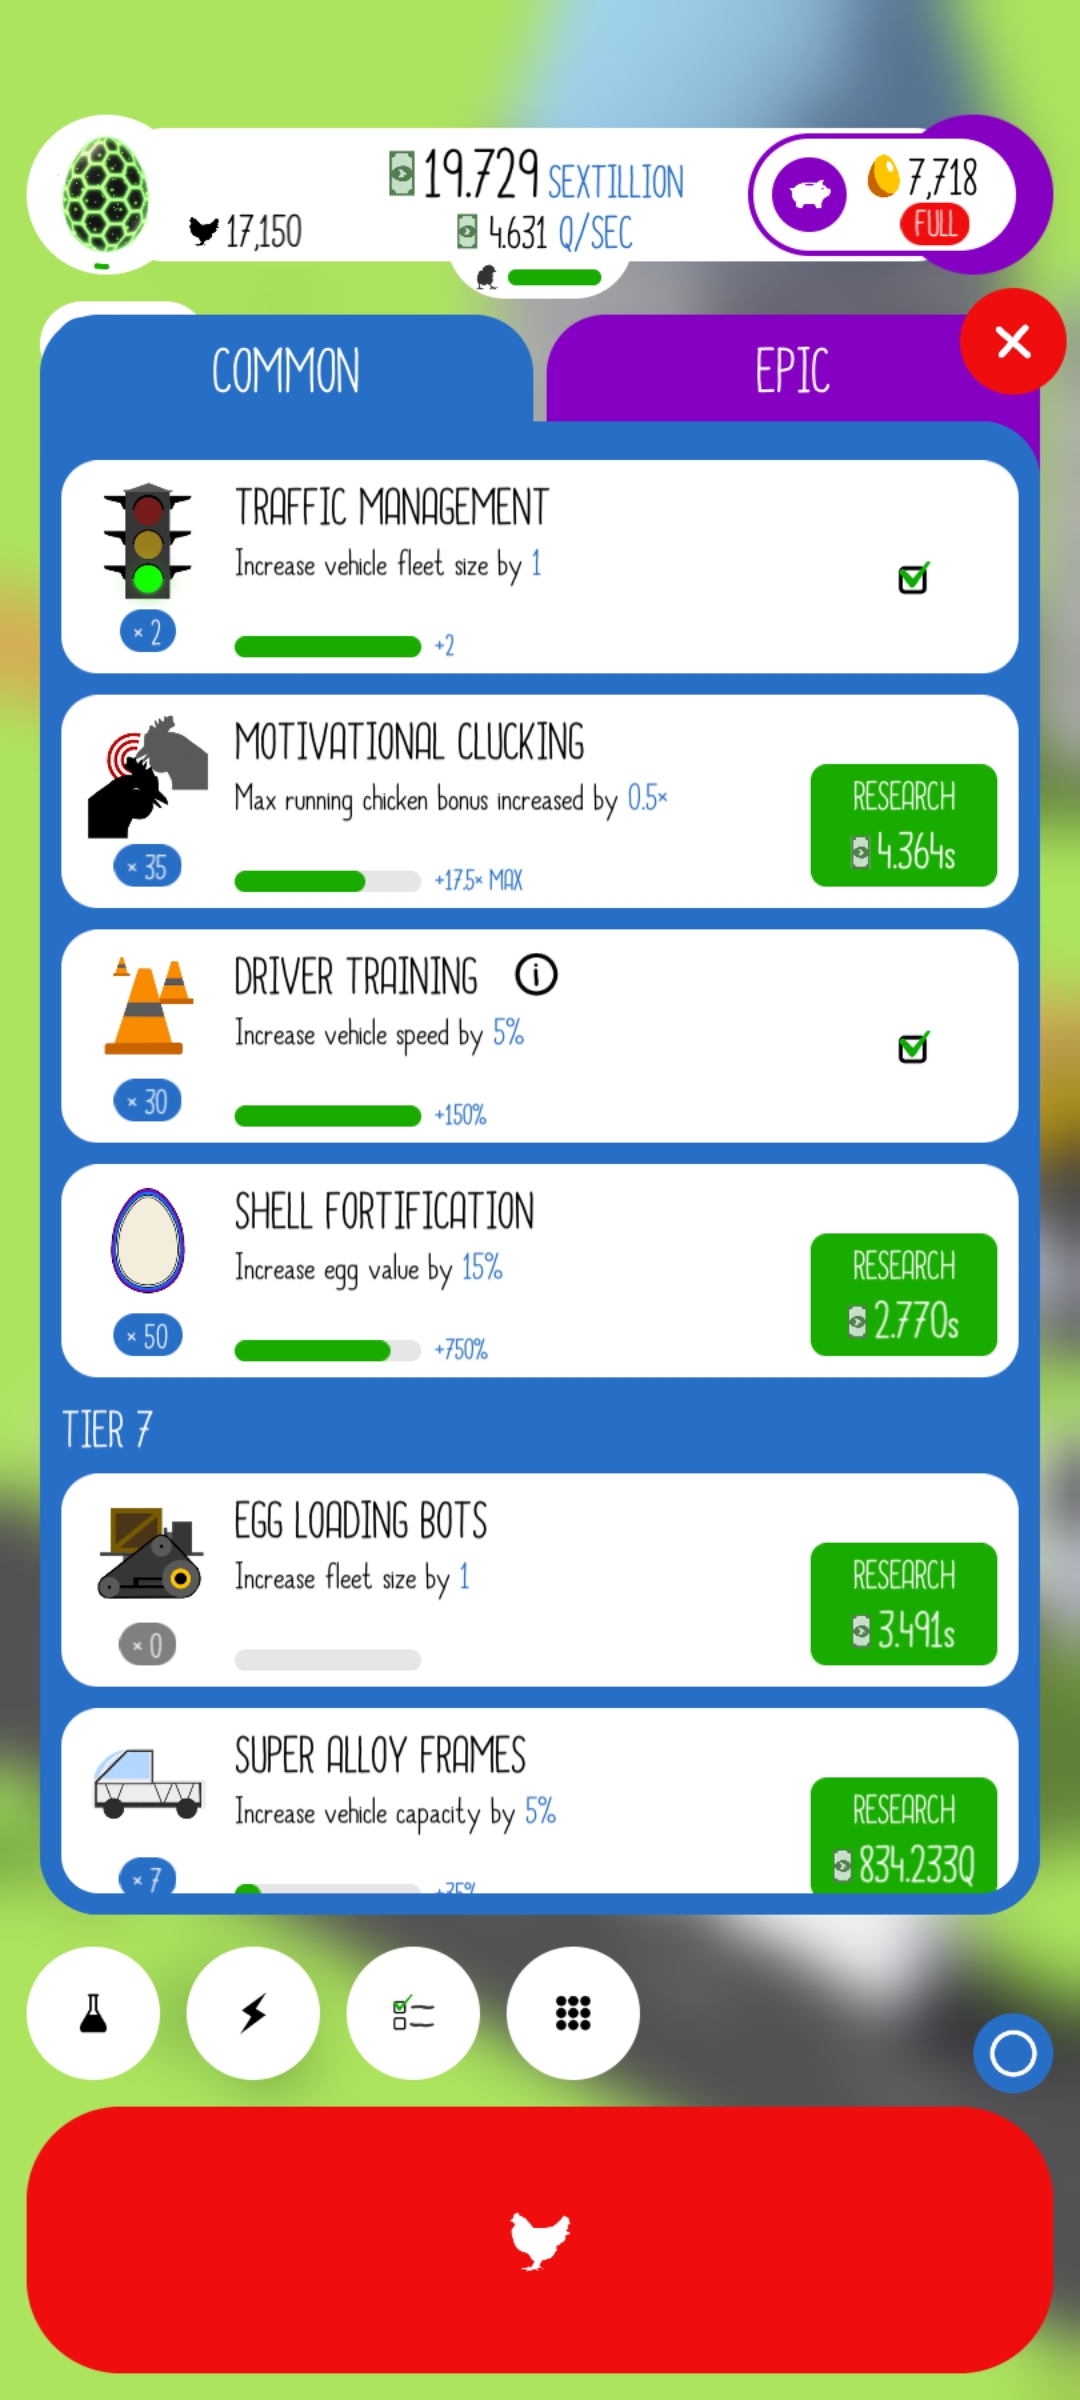 19.729 SEXTILLION
7,718
17,150
4.631 Q/SEC
FULL
COMMON
EPIC
TRAFFIC MANAGEMENT
Increase vehicle fleet size by 1
× 2
+2
MOTIVATIONAL CLUCKING
Max running chicken bonus increased by 0.5×
RESEARCH
4.364s
× 35
+17.5× MAX
DRIVER TRAINING i
Increase vehicle speed by 5%
× 30
+150%
SHELL FORTIFICATION
Increase egg value by 15%
RESEARCH
2.770s
× 50
+750%
TIER 7
EGG LOADING BOTS
Increase fleet size by 1
RESEARCH
3.491s
× 0
SUPER ALLOY FRAMES
Increase vehicle capacity by 5%
RESEARCH
834.233Q
× 7
+35%